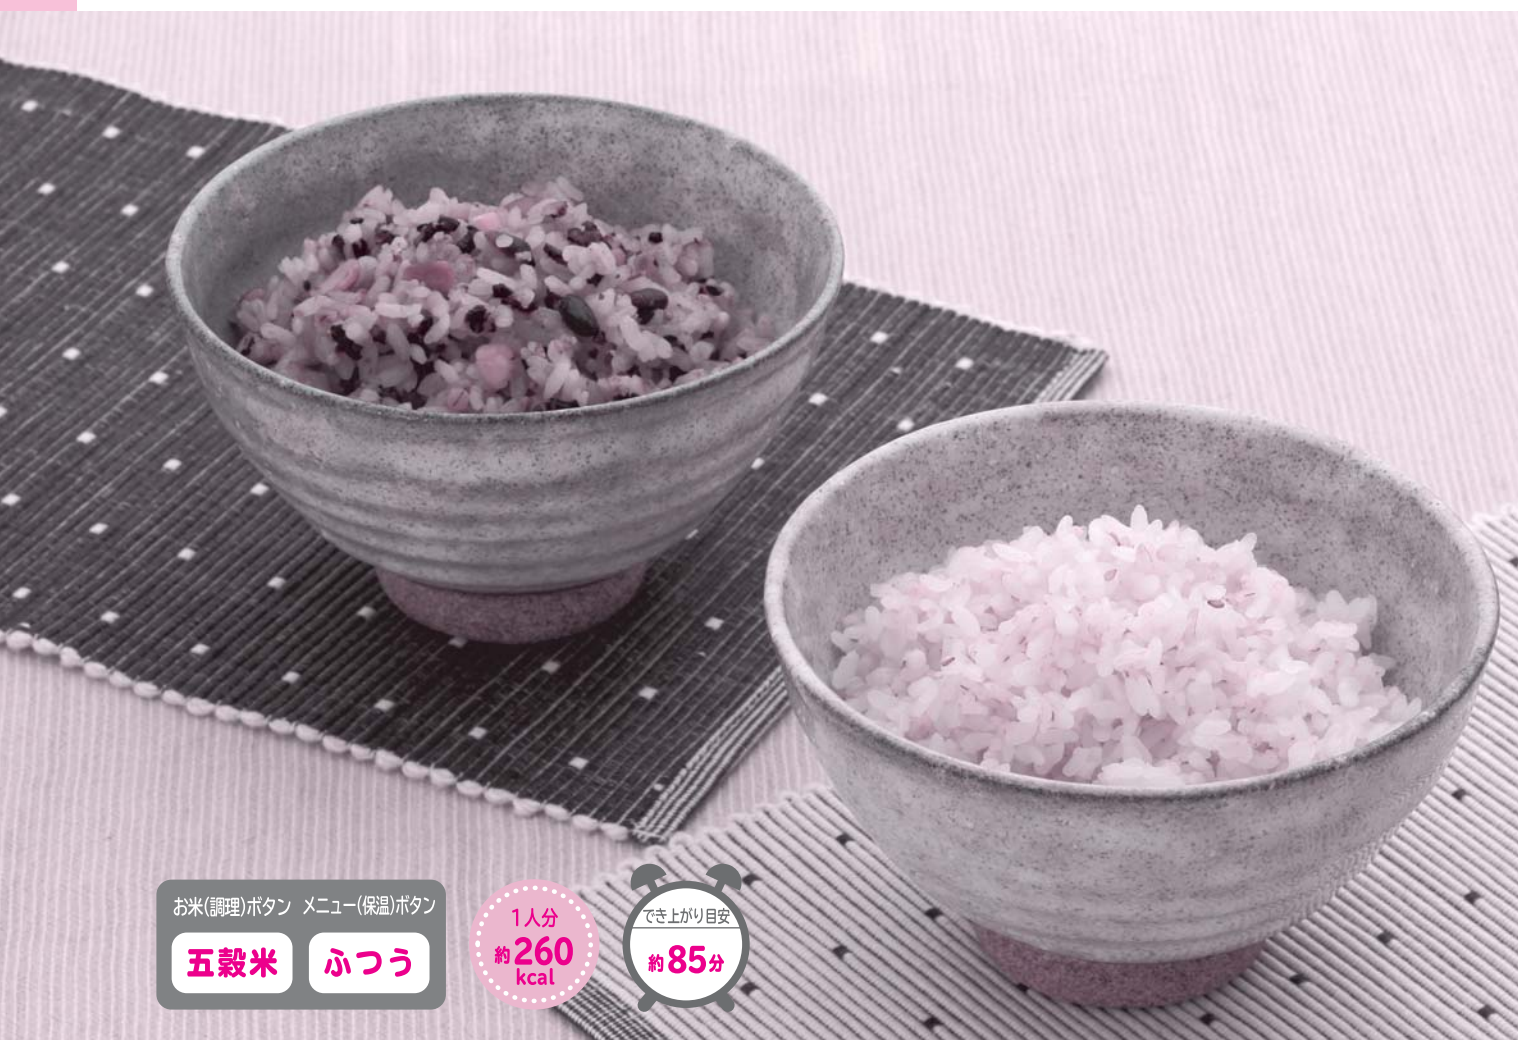 お米(調理)ボタン メニュー(保温)ボタン
五穀米 ふつう
1人分
約260
kcal
でき上がり目安
約85分